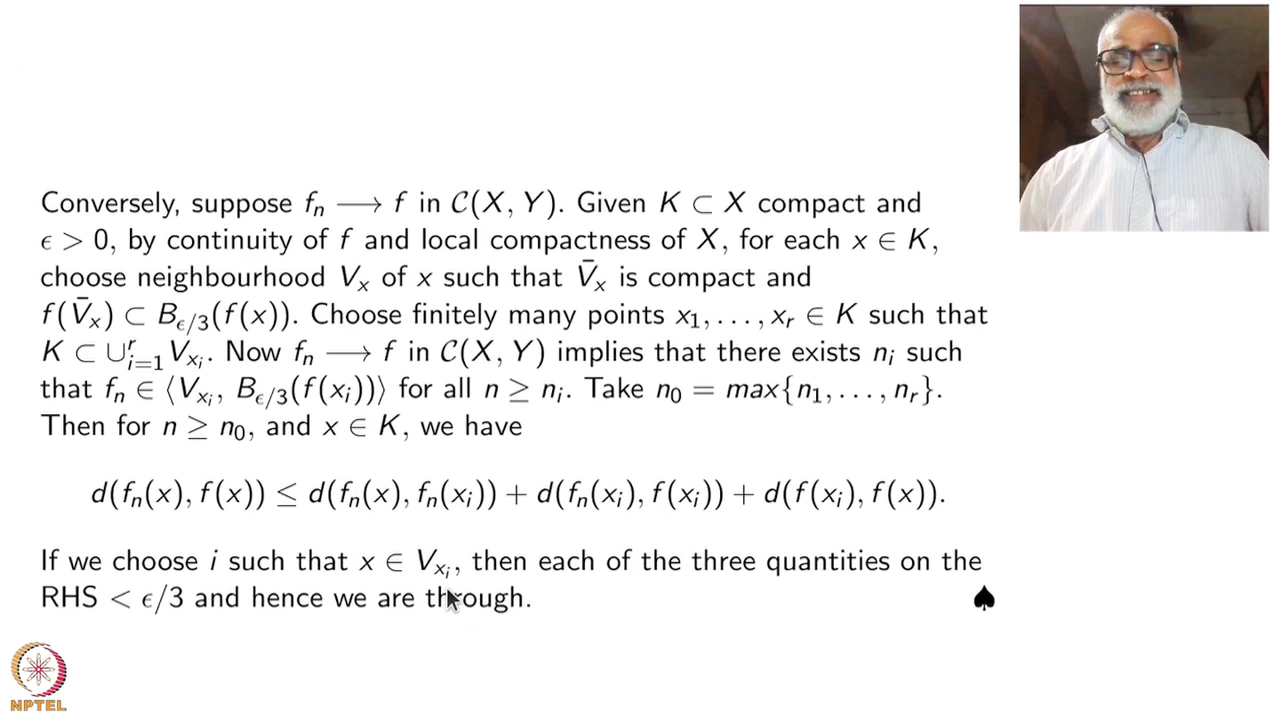 Conversely, suppose fₙ ⟶ f in 𝒞(X, Y). Given K ⊂ X compact and
ϵ > 0, by continuity of f and local compactness of X, for each x ∈ K,
choose neighbourhood Vₓ of x such that V̄ₓ is compact and
f(V̄ₓ) ⊂ B_{ϵ/3}(f(x)). Choose finitely many points x₁, . . . , xᵣ ∈ K such that
K ⊂ ∪ʳᵢ₌₁ V_{xᵢ}. Now fₙ ⟶ f in 𝒞(X, Y) implies that there exists nᵢ such
that fₙ ∈ ⟨V_{xᵢ}, B_{ϵ/3}(f(xᵢ))⟩ for all n ≥ nᵢ. Take n₀ = max{n₁, . . . , nᵣ}.
Then for n ≥ n₀, and x ∈ K, we have
d(fₙ(x), f(x)) ≤ d(fₙ(x), fₙ(xᵢ)) + d(fₙ(xᵢ), f(xᵢ)) + d(f(xᵢ), f(x)).
If we choose i such that x ∈ V_{xᵢ}, then each of the three quantities on the
RHS < ϵ/3 and hence we are through. ♠
NPTEL